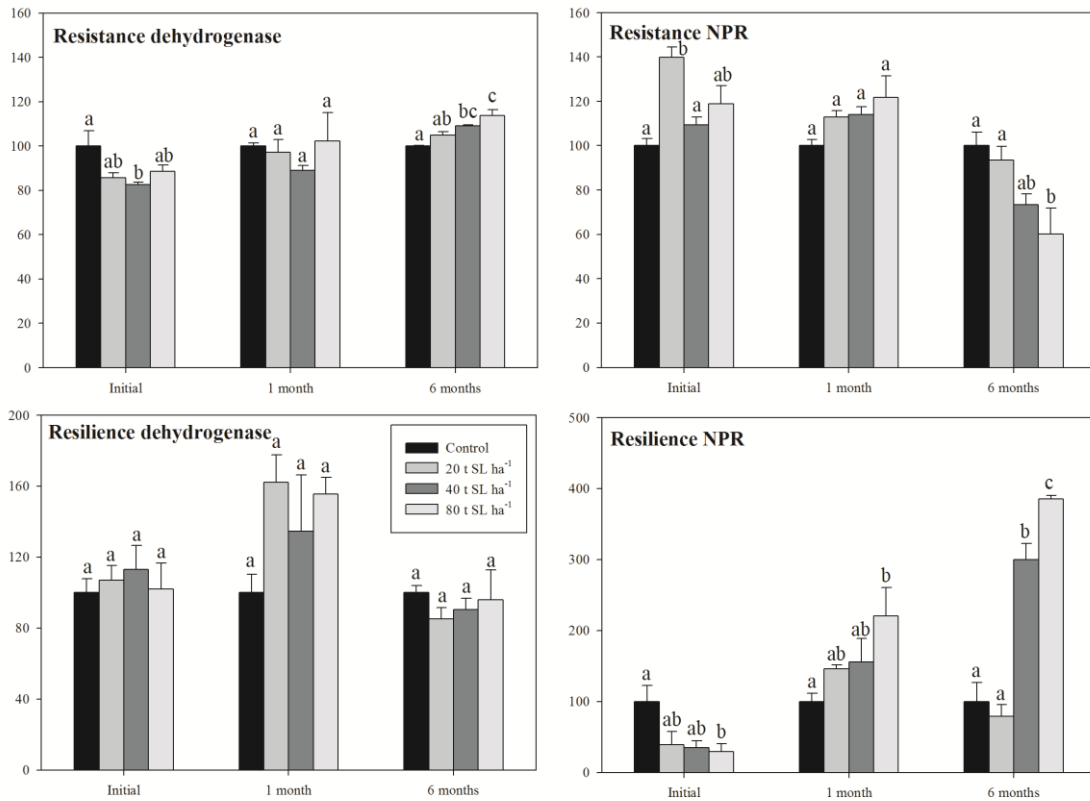 Resistance dehydrogenase
160
140
120
100
80
60
40
20
0
a
ab
b
ab
a
a
a
a
a
ab
bc
c
Initial
1 month
6 months
Resistance NPR
160
140
120
100
80
60
40
20
0
a
b
a
ab
a
a
a
a
a
a
ab
b
Initial
1 month
6 months
Resilience dehydrogenase
200
160
120
80
40
0
Control
20 t SL ha⁻¹
40 t SL ha⁻¹
80 t SL ha⁻¹
a
a
a
a
a
a
a
a
a
a
a
a
Initial
1 month
6 months
Resilience NPR
500
400
300
200
100
0
a
ab
ab
b
a
ab
ab
b
a
a
b
c
Initial
1 month
6 months